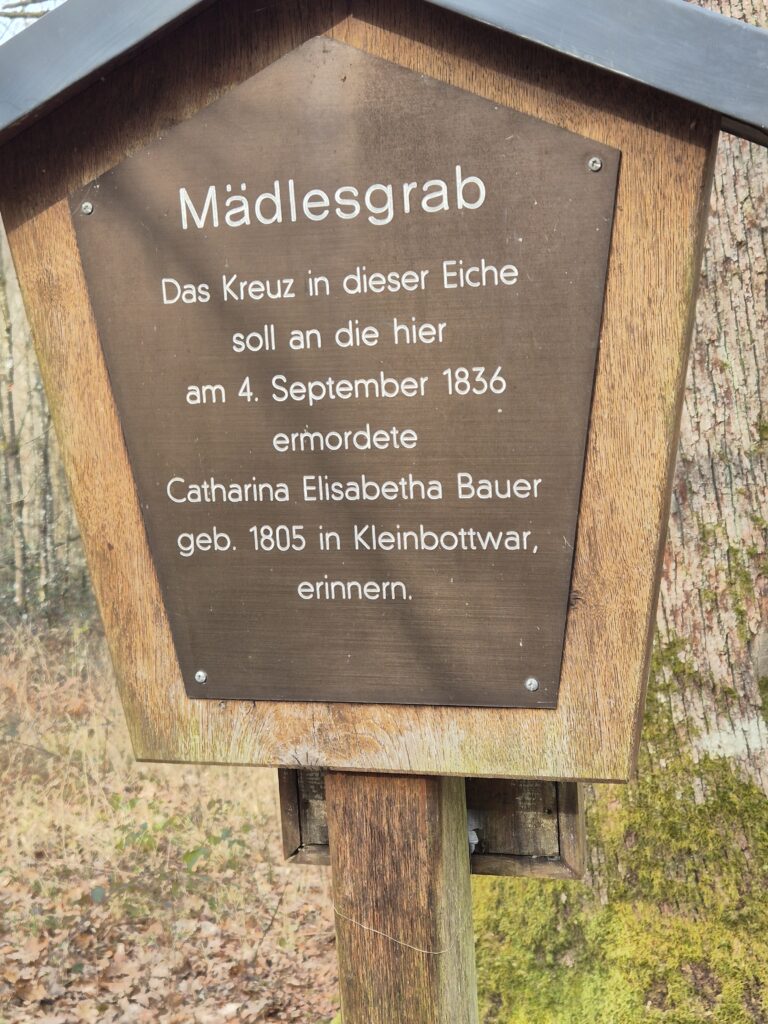 Mädlesgrab
Das Kreuz in dieser Eiche
soll an die hier
am 4. September 1836
ermordete
Catharina Elisabetha Bauer
geb. 1805 in Kleinbottwar,
erinnern.